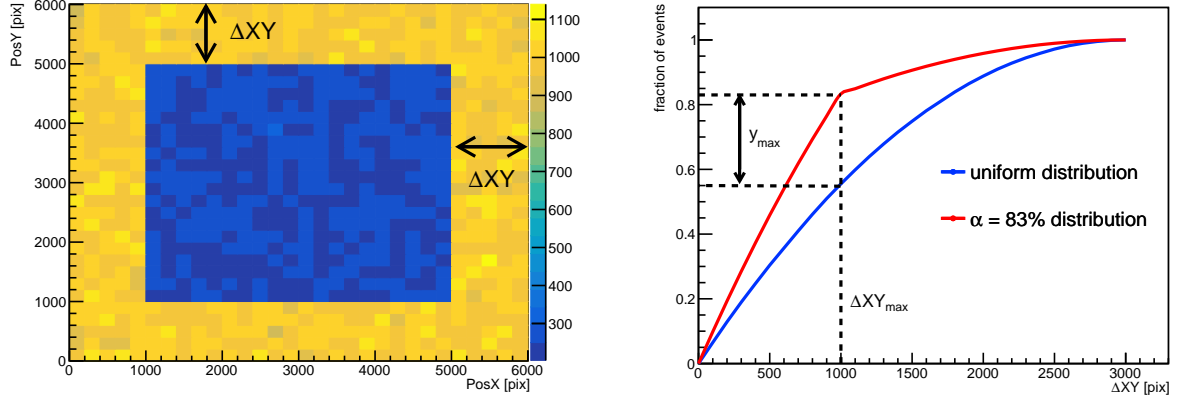 PosY [pix]
6000
5000
4000
3000
2000
1000
0
ΔXY
ΔXY
0 1000 2000 3000 4000 5000 6000
PosX [pix]
1100
1000
900
800
700
600
500
400
300
fraction of events
1
0.8
0.6
0.4
0.2
0
y_max
uniform distribution
α = 83% distribution
ΔXY_max
0 500 1000 1500 2000 2500 3000
ΔXY [pix]